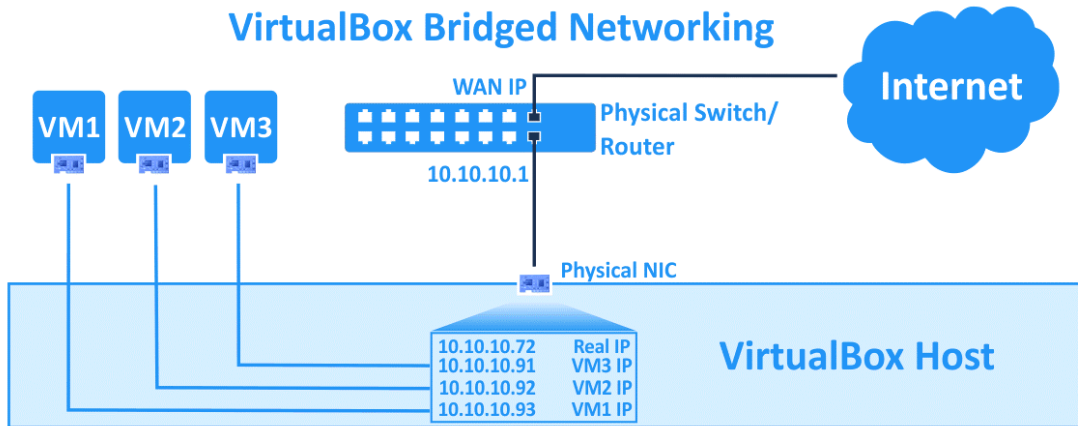 VirtualBox Bridged Networking
Internet
WAN IP
VM1
VM2
VM3
Physical Switch/
Router
10.10.10.1
Physical NIC
10.10.10.72 Real IP
10.10.10.91 VM3 IP
10.10.10.92 VM2 IP
10.10.10.93 VM1 IP
VirtualBox Host